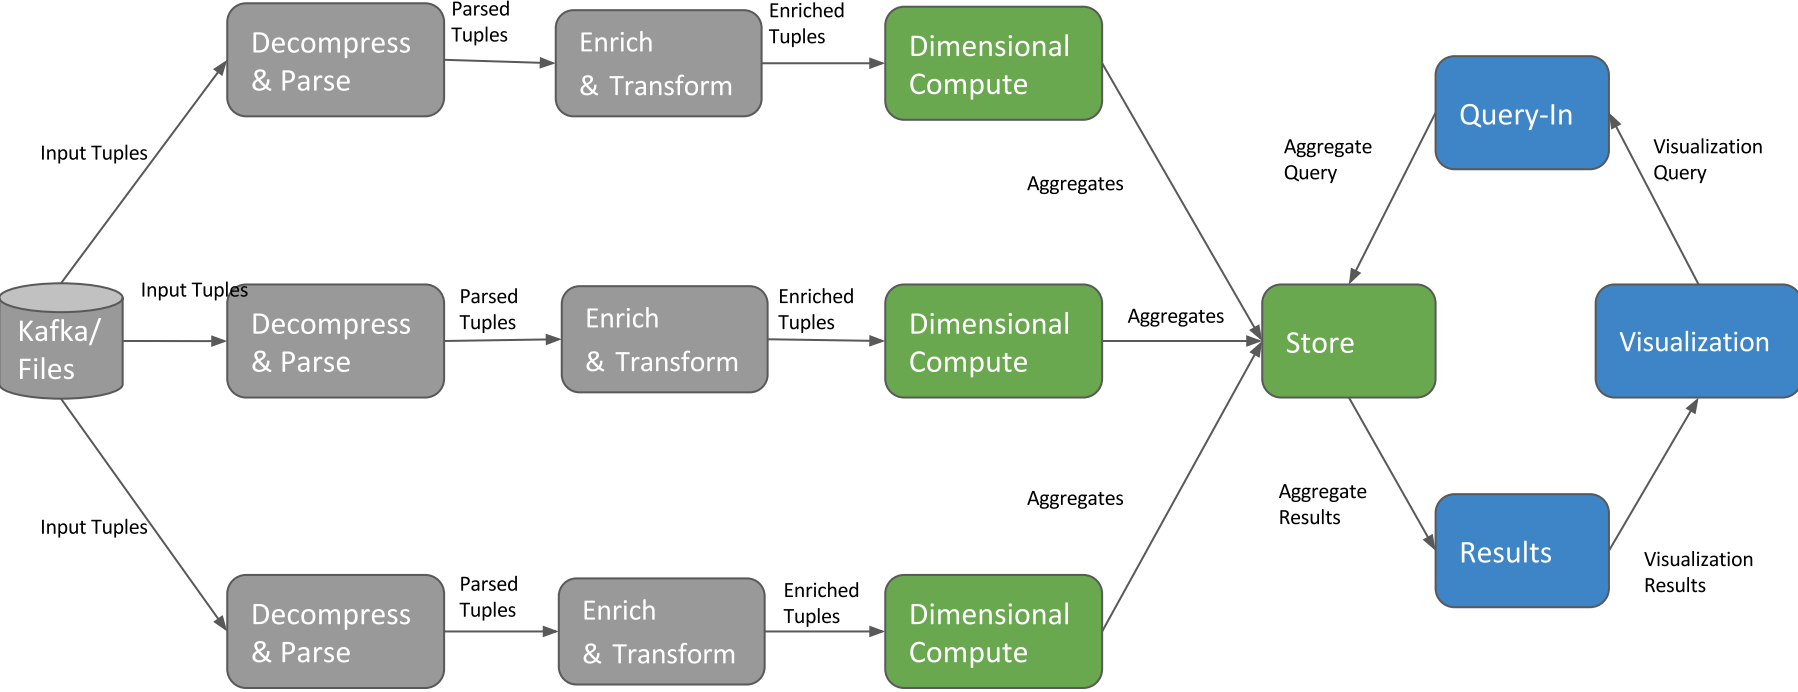 Parsed
Tuples
Enriched
Tuples
Decompress
& Parse
Enrich
& Transform
Dimensional
Compute
Query-In
Input Tuples
Aggregates
Aggregate
Query
Visualization
Query
Input Tuples
Kafka/
Files
Decompress
& Parse
Parsed
Tuples
Enrich
& Transform
Enriched
Tuples
Dimensional
Compute
Aggregates
Store
Visualization
Input Tuples
Aggregates
Aggregate
Results
Results
Visualization
Results
Decompress
& Parse
Parsed
Tuples
Enrich
& Transform
Enriched
Tuples
Dimensional
Compute